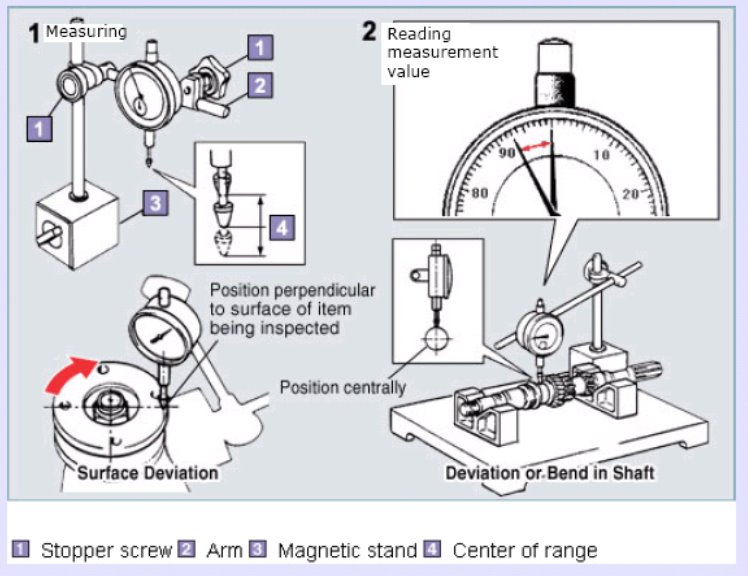 1 Measuring
1
2
1
3
4
Position perpendicular
to surface of item
being inspected
Surface Deviation
2 Reading
measurement
value
90
10
80
20
Position centrally
Deviation or Bend in Shaft
1 Stopper screw 2 Arm 3 Magnetic stand 4 Center of range